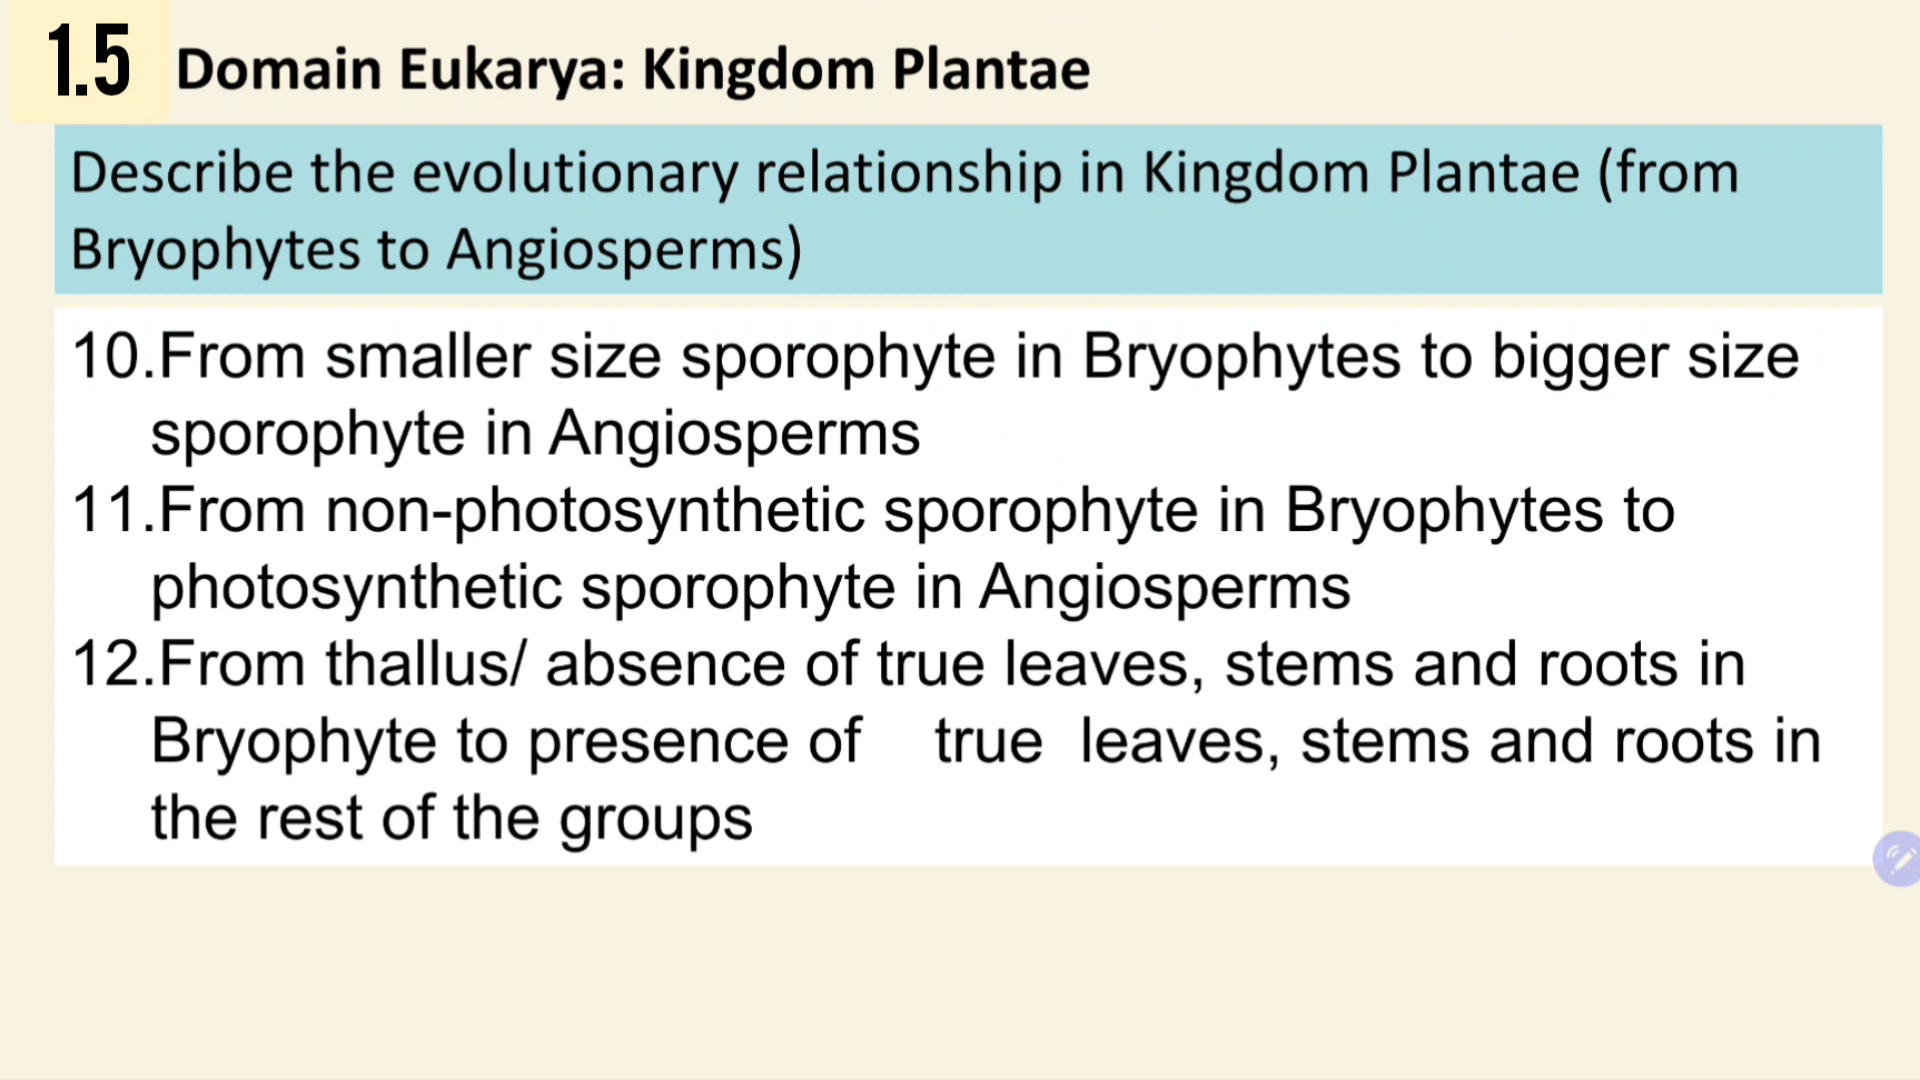 1.5 Domain Eukarya: Kingdom Plantae
Describe the evolutionary relationship in Kingdom Plantae (from
Bryophytes to Angiosperms)
10.From smaller size sporophyte in Bryophytes to bigger size
sporophyte in Angiosperms
11.From non-photosynthetic sporophyte in Bryophytes to
photosynthetic sporophyte in Angiosperms
12.From thallus/ absence of true leaves, stems and roots in
Bryophyte to presence of true leaves, stems and roots in
the rest of the groups